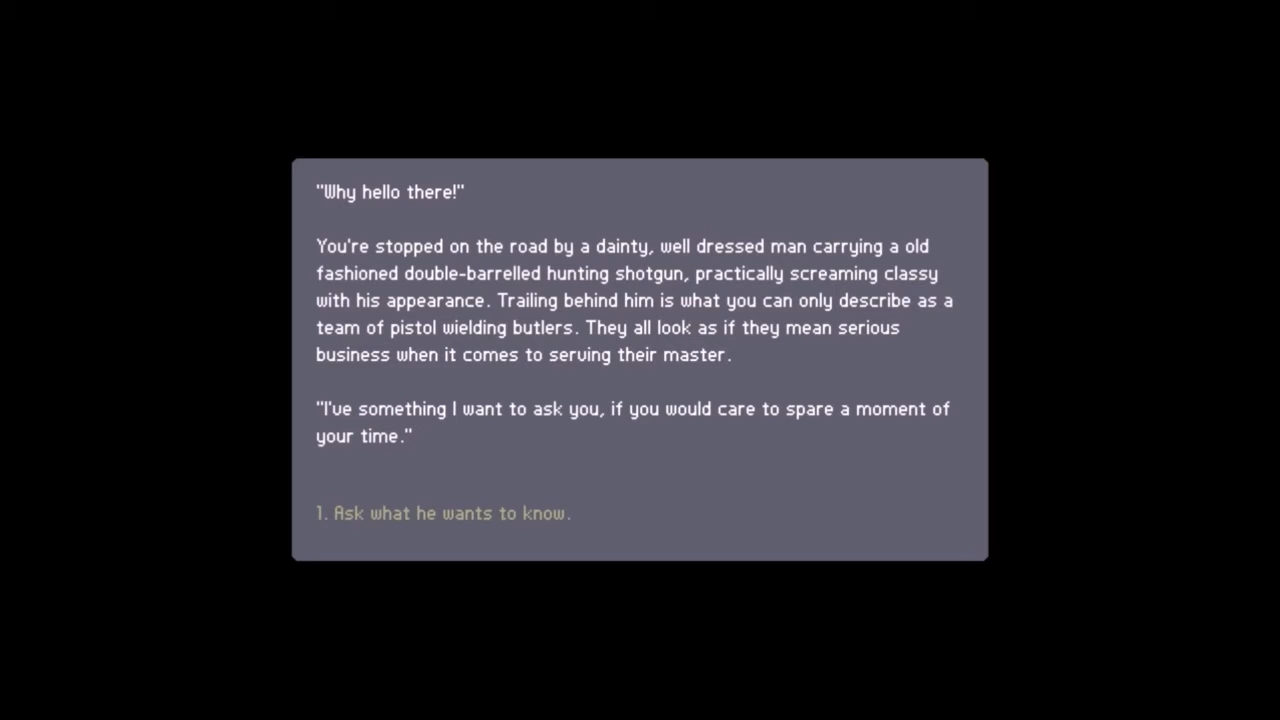 "Why hello there!"
You're stopped on the road by a dainty, well dressed man carrying a old
fashioned double-barrelled hunting shotgun, practically screaming classy
with his appearance. Trailing behind him is what you can only describe as a
team of pistol wielding butlers. They all look as if they mean serious
business when it comes to serving their master.
"I've something I want to ask you, if you would care to spare a moment of
your time."
1. Ask what he wants to know.